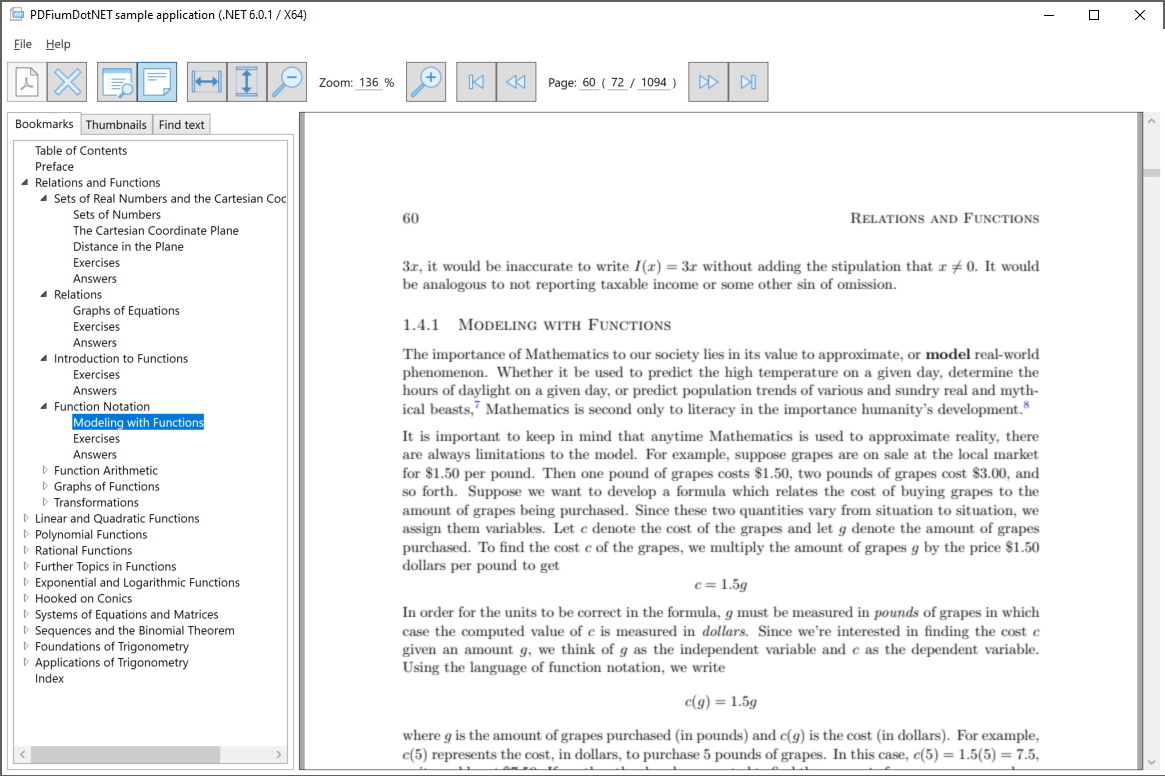 PDFiumDotNET sample application (.NET 6.0.1 / X64)
File Help
Zoom: 136 % Page: 60 ( 72 / 1094 )
Bookmarks Thumbnails Find text
Table of Contents
Preface
Relations and Functions
Sets of Real Numbers and the Cartesian Coo
Sets of Numbers
The Cartesian Coordinate Plane
Distance in the Plane
Exercises
Answers
Relations
Graphs of Equations
Exercises
Answers
Introduction to Functions
Exercises
Answers
Function Notation
Modeling with Functions
Exercises
Answers
Function Arithmetic
Graphs of Functions
Transformations
Linear and Quadratic Functions
Polynomial Functions
Rational Functions
Further Topics in Functions
Exponential and Logarithmic Functions
Hooked on Conics
Systems of Equations and Matrices
Sequences and the Binomial Theorem
Foundations of Trigonometry
Applications of Trigonometry
Index
60 Relations and Functions
3x, it would be inaccurate to write I(x) = 3x without adding the stipulation that x ≠ 0. It would
be analogous to not reporting taxable income or some other sin of omission.
1.4.1 Modeling with Functions
The importance of Mathematics to our society lies in its value to approximate, or model real-world
phenomenon. Whether it be used to predict the high temperature on a given day, determine the
hours of daylight on a given day, or predict population trends of various and sundry real and myth-
ical beasts,7 Mathematics is second only to literacy in the importance humanity's development.8
It is important to keep in mind that anytime Mathematics is used to approximate reality, there
are always limitations to the model. For example, suppose grapes are on sale at the local market
for $1.50 per pound. Then one pound of grapes costs $1.50, two pounds of grapes cost $3.00, and
so forth. Suppose we want to develop a formula which relates the cost of buying grapes to the
amount of grapes being purchased. Since these two quantities vary from situation to situation, we
assign them variables. Let c denote the cost of the grapes and let g denote the amount of grapes
purchased. To find the cost c of the grapes, we multiply the amount of grapes g by the price $1.50
dollars per pound to get
c = 1.5g
In order for the units to be correct in the formula, g must be measured in pounds of grapes in which
case the computed value of c is measured in dollars. Since we're interested in finding the cost c
given an amount g, we think of g as the independent variable and c as the dependent variable.
Using the language of function notation, we write
c(g) = 1.5g
where g is the amount of grapes purchased (in pounds) and c(g) is the cost (in dollars). For example,
c(5) represents the cost, in dollars, to purchase 5 pounds of grapes. In this case, c(5) = 1.5(5) = 7.5,